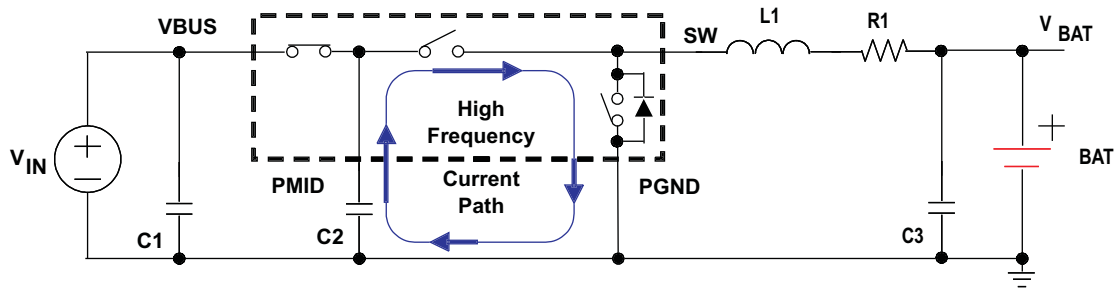 VBUS
SW
L1
R1
V BAT
High
Frequency
Current
Path
V IN
+
−
PMID
PGND
+
BAT
C1
C2
C3